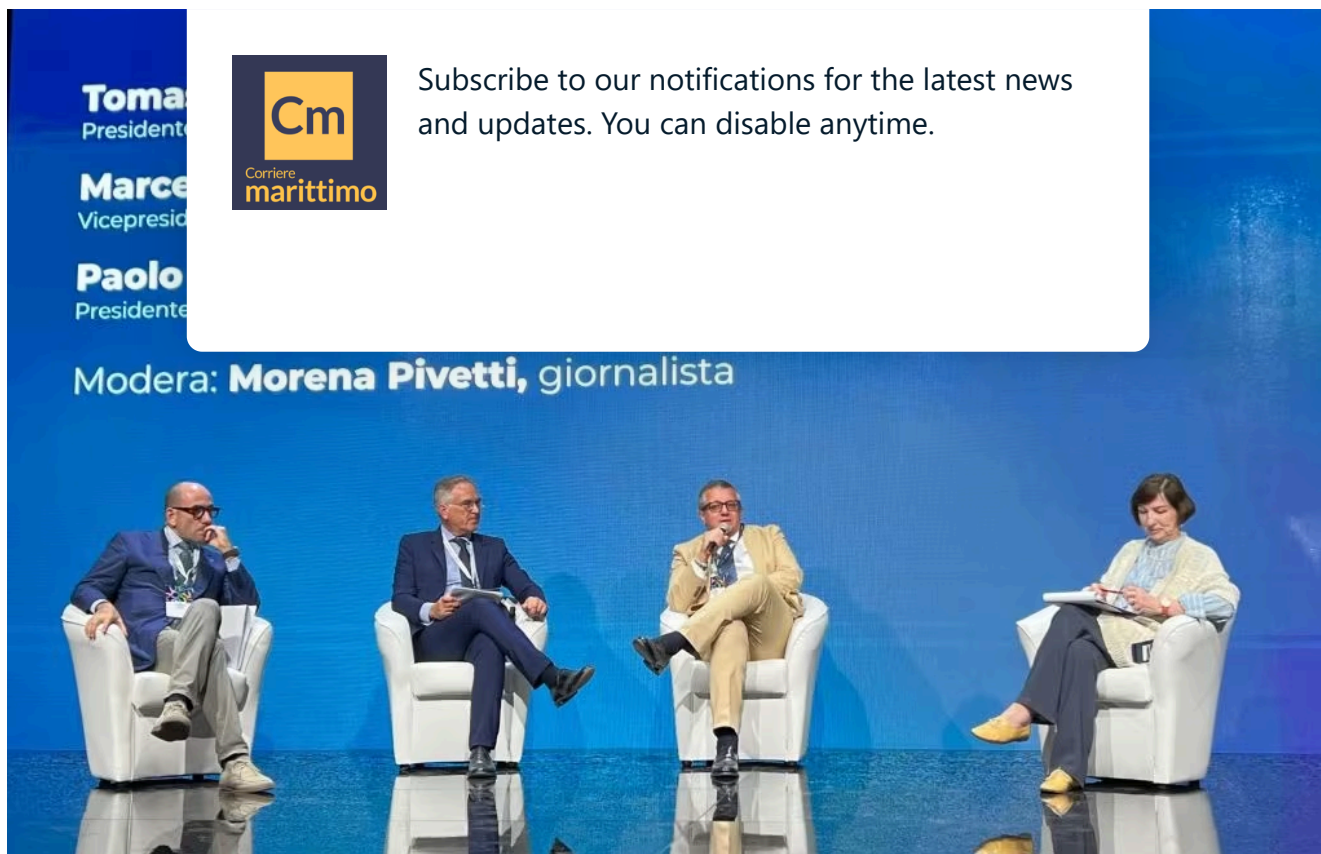 Presidente
Paolo
Presidente
Modera: Morena Pivetti, giornalista
Cm
Corriere
marittimo
Subscribe to our notifications for the latest news
and updates. You can disable anytime.